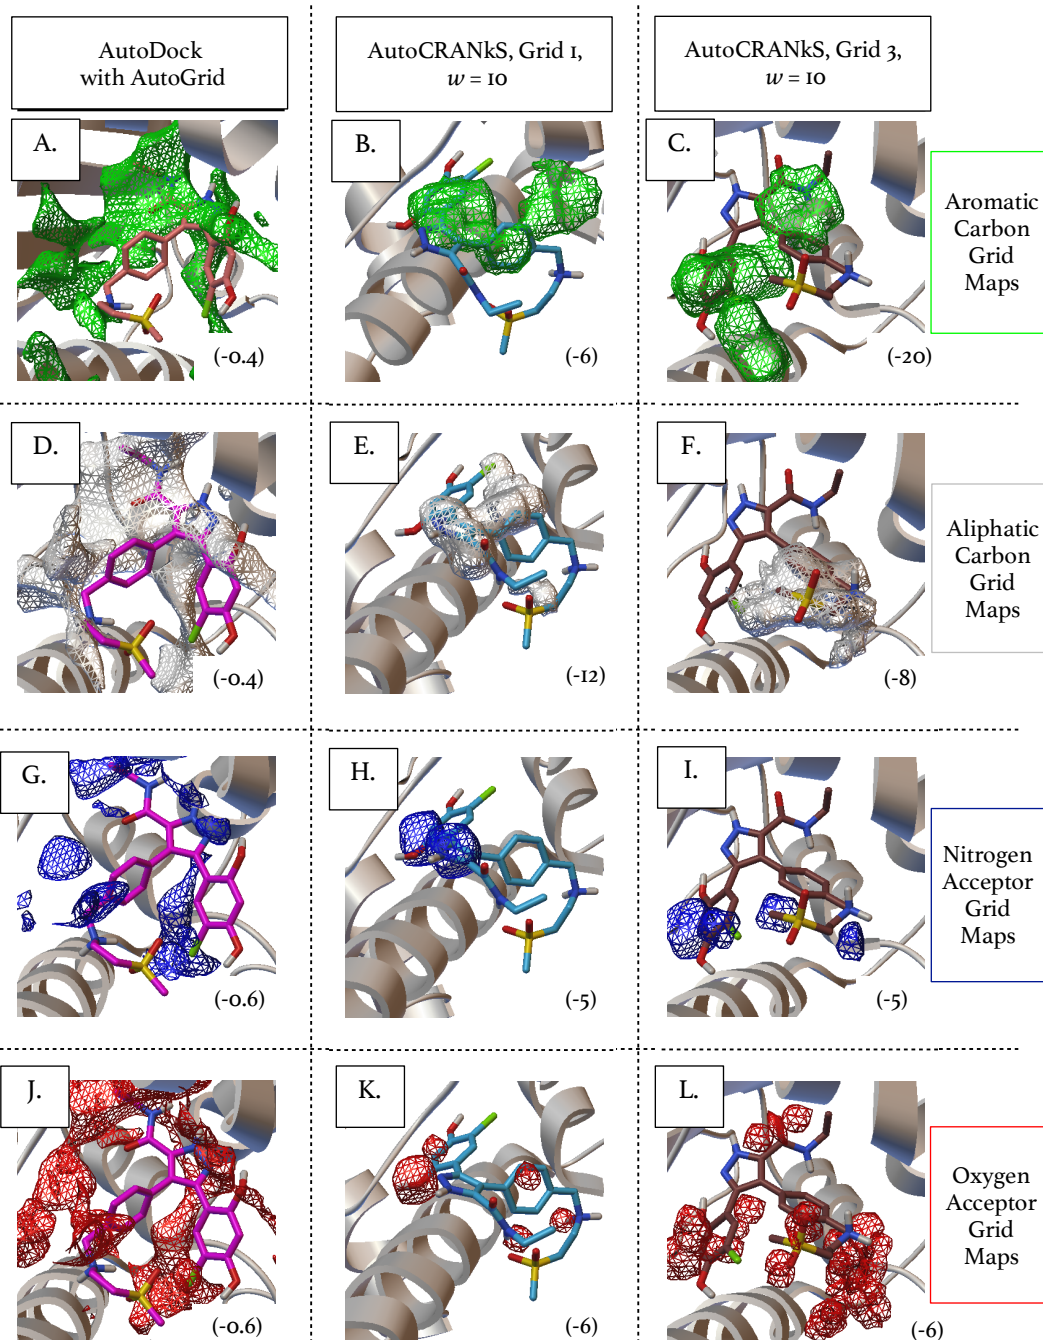 AutoDock
with AutoGrid
AutoCRANkS, Grid 1,
w = 10
AutoCRANkS, Grid 3,
w = 10
A.
(-0.4)
B.
(-6)
C.
(-20)
Aromatic
Carbon
Grid
Maps
D.
(-0.4)
E.
(-12)
F.
(-8)
Aliphatic
Carbon
Grid
Maps
G.
(-0.6)
H.
(-5)
I.
(-5)
Nitrogen
Acceptor
Grid
Maps
J.
(-0.6)
K.
(-6)
L.
(-6)
Oxygen
Acceptor
Grid
Maps